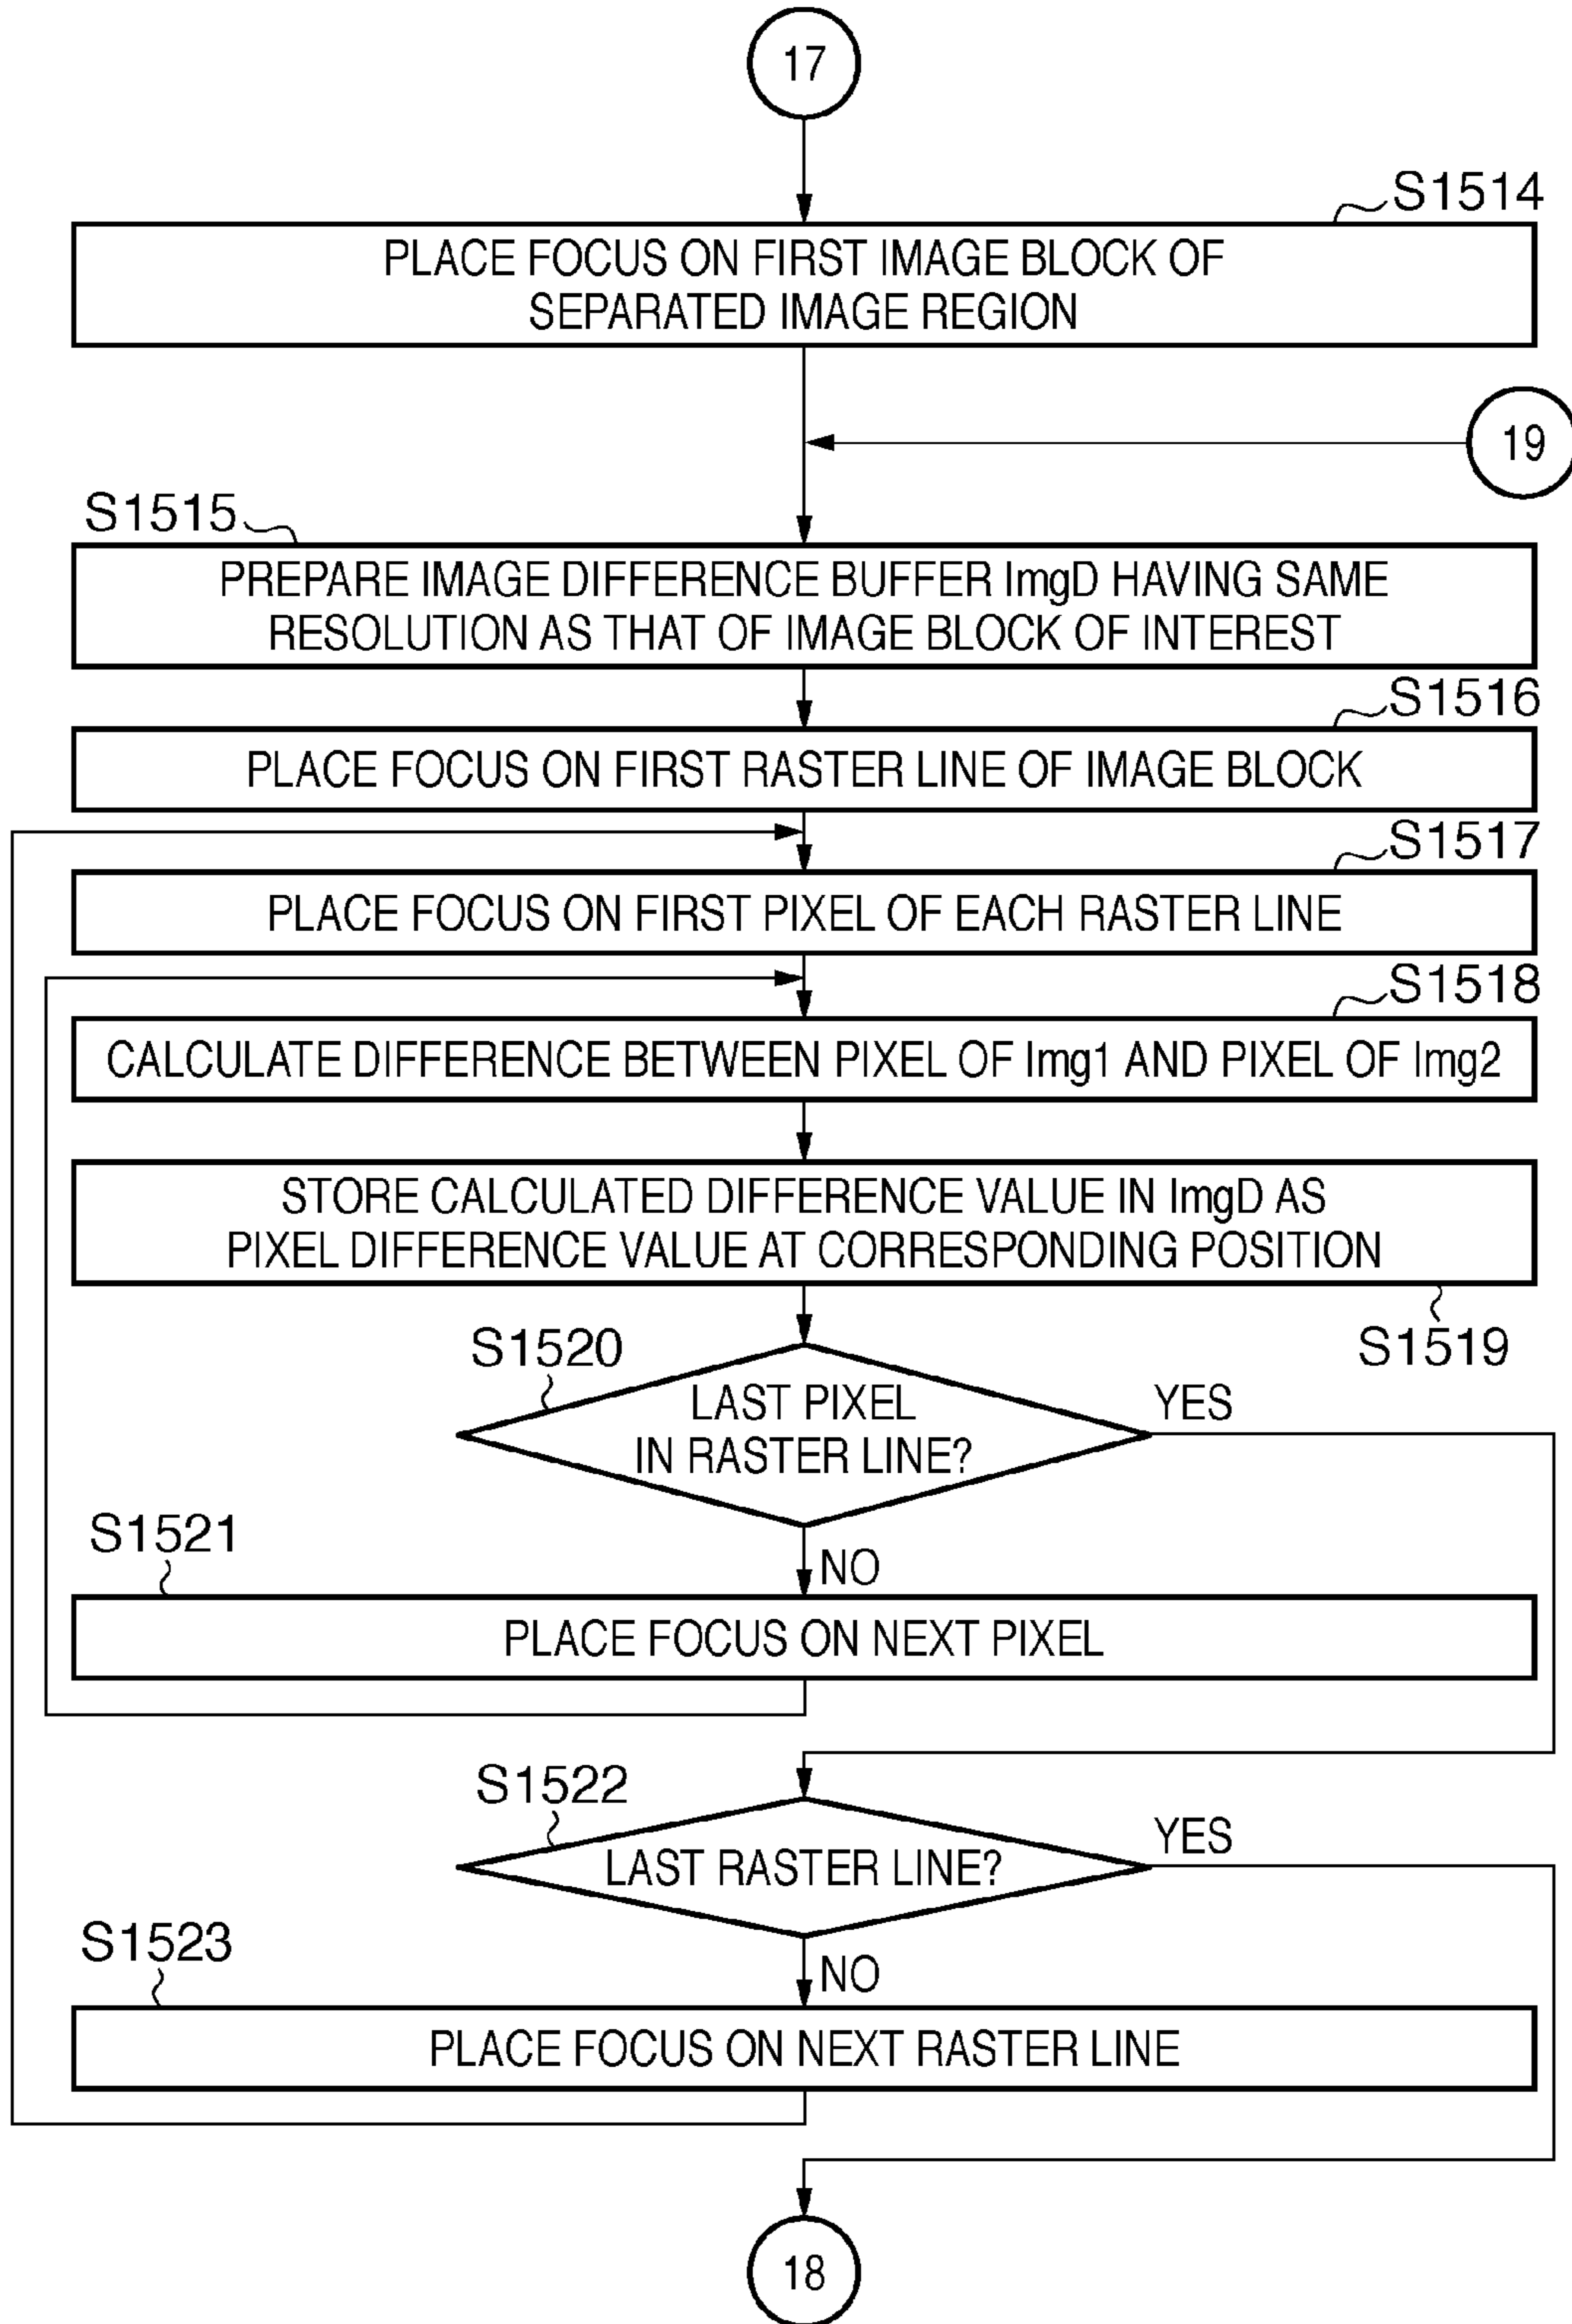 17
S1514
PLACE FOCUS ON FIRST IMAGE BLOCK OF
SEPARATED IMAGE REGION
19
S1515
PREPARE IMAGE DIFFERENCE BUFFER ImgD HAVING SAME
RESOLUTION AS THAT OF IMAGE BLOCK OF INTEREST
S1516
PLACE FOCUS ON FIRST RASTER LINE OF IMAGE BLOCK
S1517
PLACE FOCUS ON FIRST PIXEL OF EACH RASTER LINE
S1518
CALCULATE DIFFERENCE BETWEEN PIXEL OF Img1 AND PIXEL OF Img2
STORE CALCULATED DIFFERENCE VALUE IN ImgD AS
PIXEL DIFFERENCE VALUE AT CORRESPONDING POSITION
S1519
S1520
LAST PIXEL
IN RASTER LINE?
YES
NO
S1521
PLACE FOCUS ON NEXT PIXEL
S1522
LAST RASTER LINE?
YES
NO
S1523
PLACE FOCUS ON NEXT RASTER LINE
18